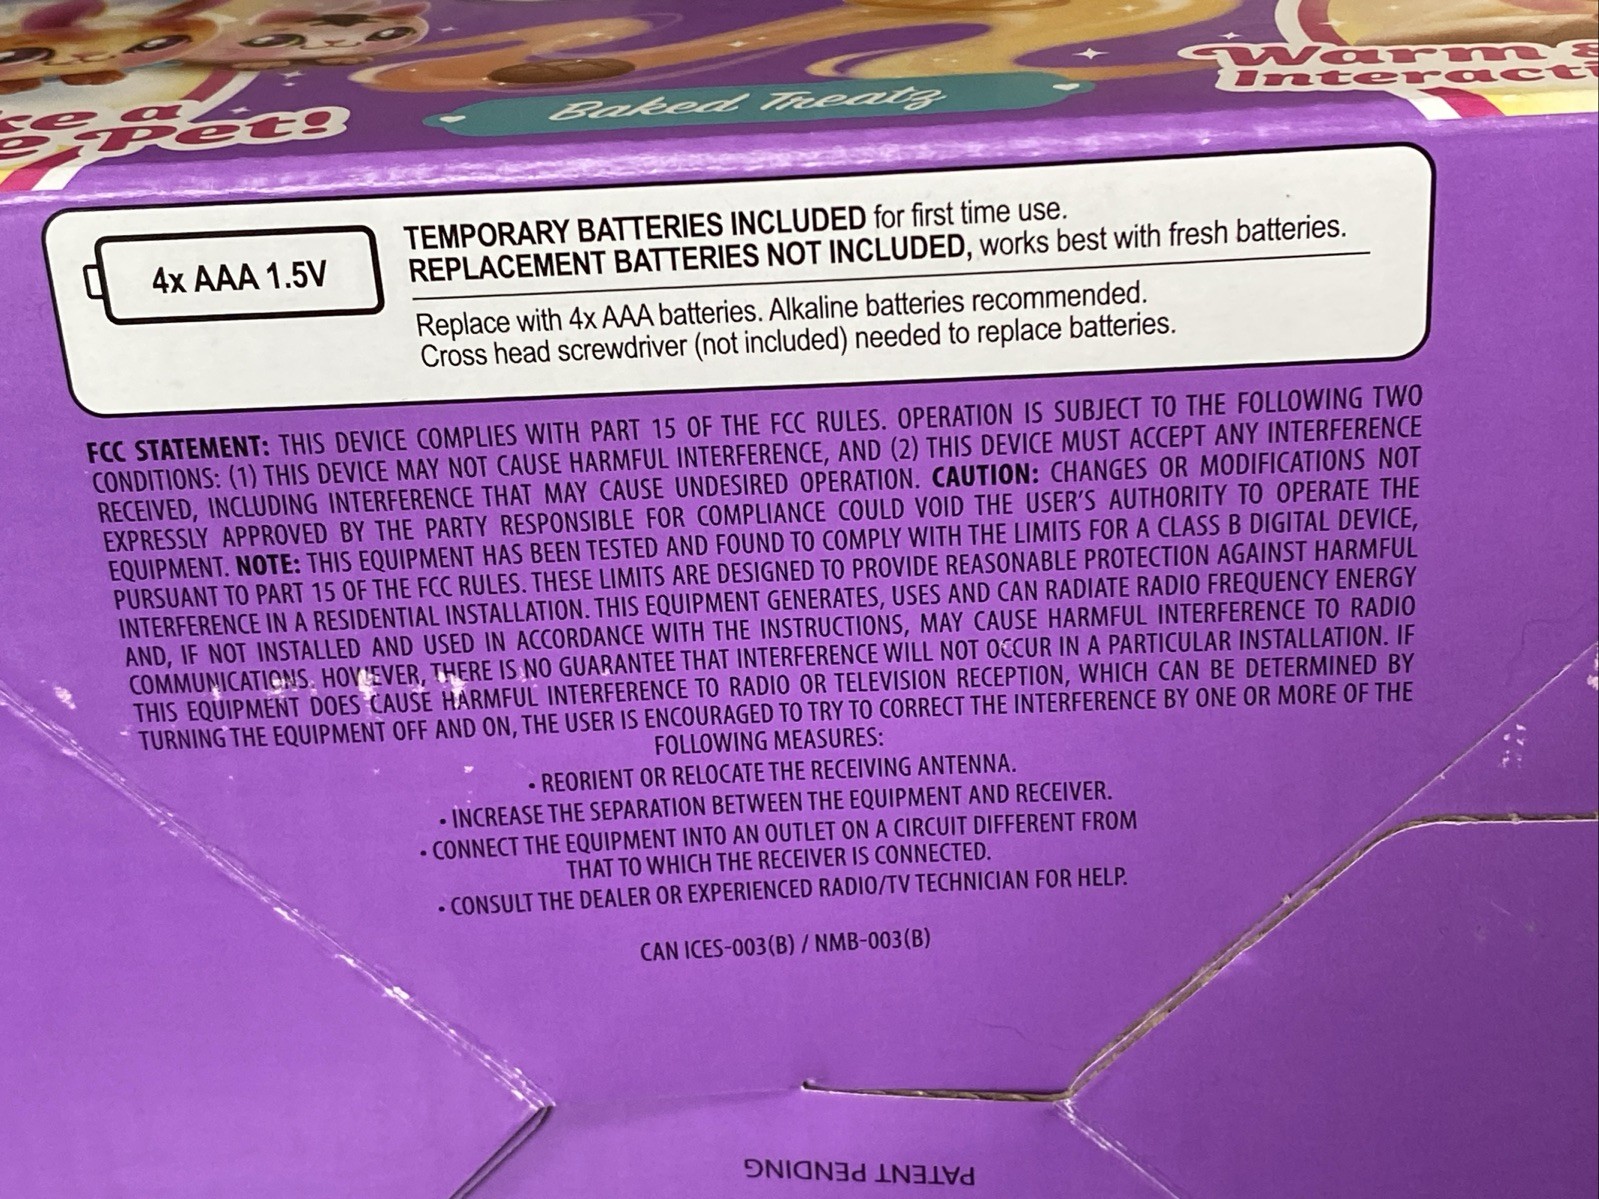 ke a
e Pet!
Baked Treatz
Warm &
Interacti
4x AAA 1.5V
TEMPORARY BATTERIES INCLUDED for first time use.
REPLACEMENT BATTERIES NOT INCLUDED, works best with fresh batteries.
Replace with 4x AAA batteries. Alkaline batteries recommended.
Cross head screwdriver (not included) needed to replace batteries.
FCC STATEMENT: THIS DEVICE COMPLIES WITH PART 15 OF THE FCC RULES. OPERATION IS SUBJECT TO THE FOLLOWING TWO
CONDITIONS: (1) THIS DEVICE MAY NOT CAUSE HARMFUL INTERFERENCE, AND (2) THIS DEVICE MUST ACCEPT ANY INTERFERENCE
RECEIVED, INCLUDING INTERFERENCE THAT MAY CAUSE UNDESIRED OPERATION. CAUTION: CHANGES OR MODIFICATIONS NOT
EXPRESSLY APPROVED BY THE PARTY RESPONSIBLE FOR COMPLIANCE COULD VOID THE USER'S AUTHORITY TO OPERATE THE
EQUIPMENT. NOTE: THIS EQUIPMENT HAS BEEN TESTED AND FOUND TO COMPLY WITH THE LIMITS FOR A CLASS B DIGITAL DEVICE,
PURSUANT TO PART 15 OF THE FCC RULES. THESE LIMITS ARE DESIGNED TO PROVIDE REASONABLE PROTECTION AGAINST HARMFUL
INTERFERENCE IN A RESIDENTIAL INSTALLATION. THIS EQUIPMENT GENERATES, USES AND CAN RADIATE RADIO FREQUENCY ENERGY
AND, IF NOT INSTALLED AND USED IN ACCORDANCE WITH THE INSTRUCTIONS, MAY CAUSE HARMFUL INTERFERENCE TO RADIO
COMMUNICATIONS. HOWEVER, THERE IS NO GUARANTEE THAT INTERFERENCE WILL NOT OCCUR IN A PARTICULAR INSTALLATION. IF
THIS EQUIPMENT DOES CAUSE HARMFUL INTERFERENCE TO RADIO OR TELEVISION RECEPTION, WHICH CAN BE DETERMINED BY
TURNING THE EQUIPMENT OFF AND ON, THE USER IS ENCOURAGED TO TRY TO CORRECT THE INTERFERENCE BY ONE OR MORE OF THE
FOLLOWING MEASURES:
• REORIENT OR RELOCATE THE RECEIVING ANTENNA.
• INCREASE THE SEPARATION BETWEEN THE EQUIPMENT AND RECEIVER.
• CONNECT THE EQUIPMENT INTO AN OUTLET ON A CIRCUIT DIFFERENT FROM
THAT TO WHICH THE RECEIVER IS CONNECTED.
• CONSULT THE DEALER OR EXPERIENCED RADIO/TV TECHNICIAN FOR HELP.
CAN ICES-003(B) / NMB-003(B)
PATENT PENDING